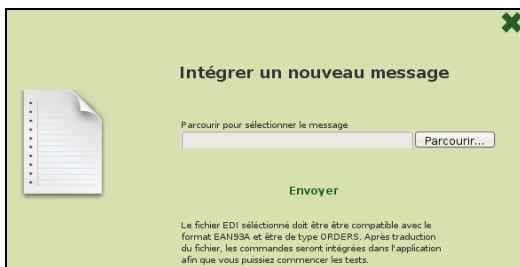 Intégrer un nouveau message
Parcourir pour sélectionner le message
Parcourir...
Envoyer
Le fichier EDI séléctionné doit être être compatible avec le
format EAN93A et être de type ORDERS. Après traduction
du fichier, les commandes seront intégrées dans l'application
afin que vous puissiez commencer les tests.